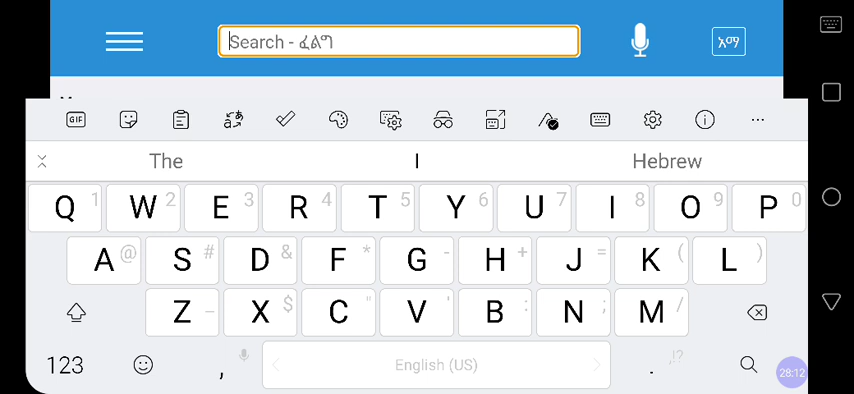 Search - ፈልግ
አማ
GIF
The I Hebrew
Q 1 W 2 E 3 R 4 T 5 Y 6 U 7 I 8 O 9 P 0
A @ S # D & F * G - H + J = K ( L )
Z _ X $ C " V ' B : N ; M /
123 , English (US) . ,!?
28:12